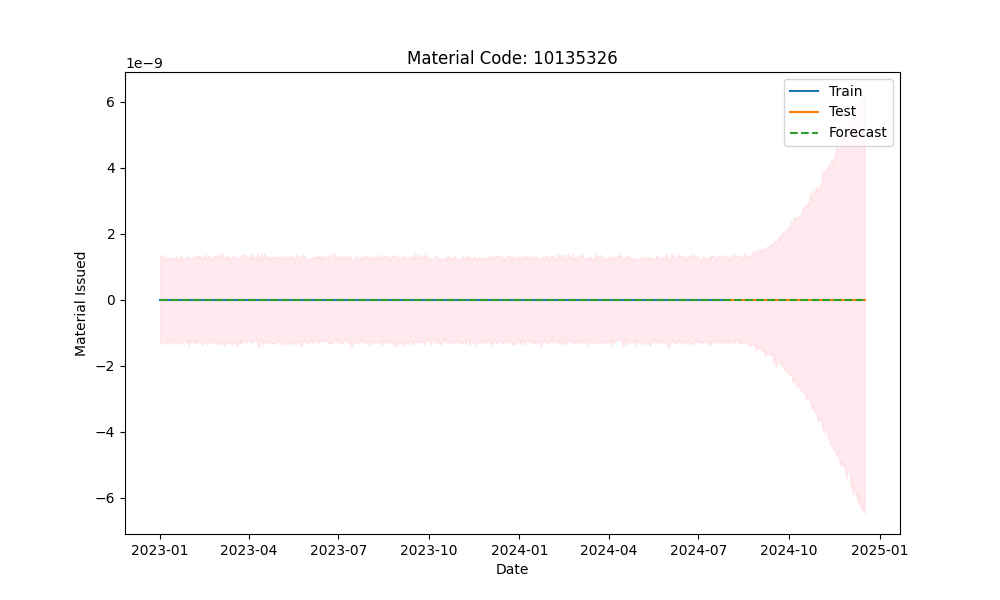 Material Code: 10135326
1e−9
Train
Test
Forecast
6
4
2
0
−2
−4
−6
Material Issued
2023-01 2023-04 2023-07 2023-10 2024-01 2024-04 2024-07 2024-10 2025-01
Date